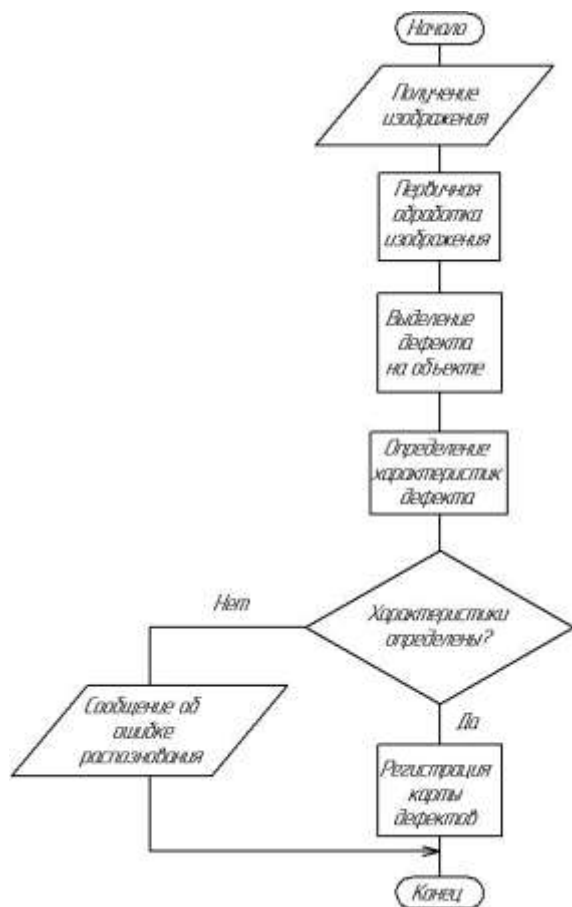 Начало
Получение
изображения
Первичная
обработка
изображения
Выделение
дефекта
на объекте
Определение
характеристик
дефекта
Характеристики
определены?
Нет
Сообщение об
ошибке
распознования
Да
Регистрация
карты
дефектов
Конец